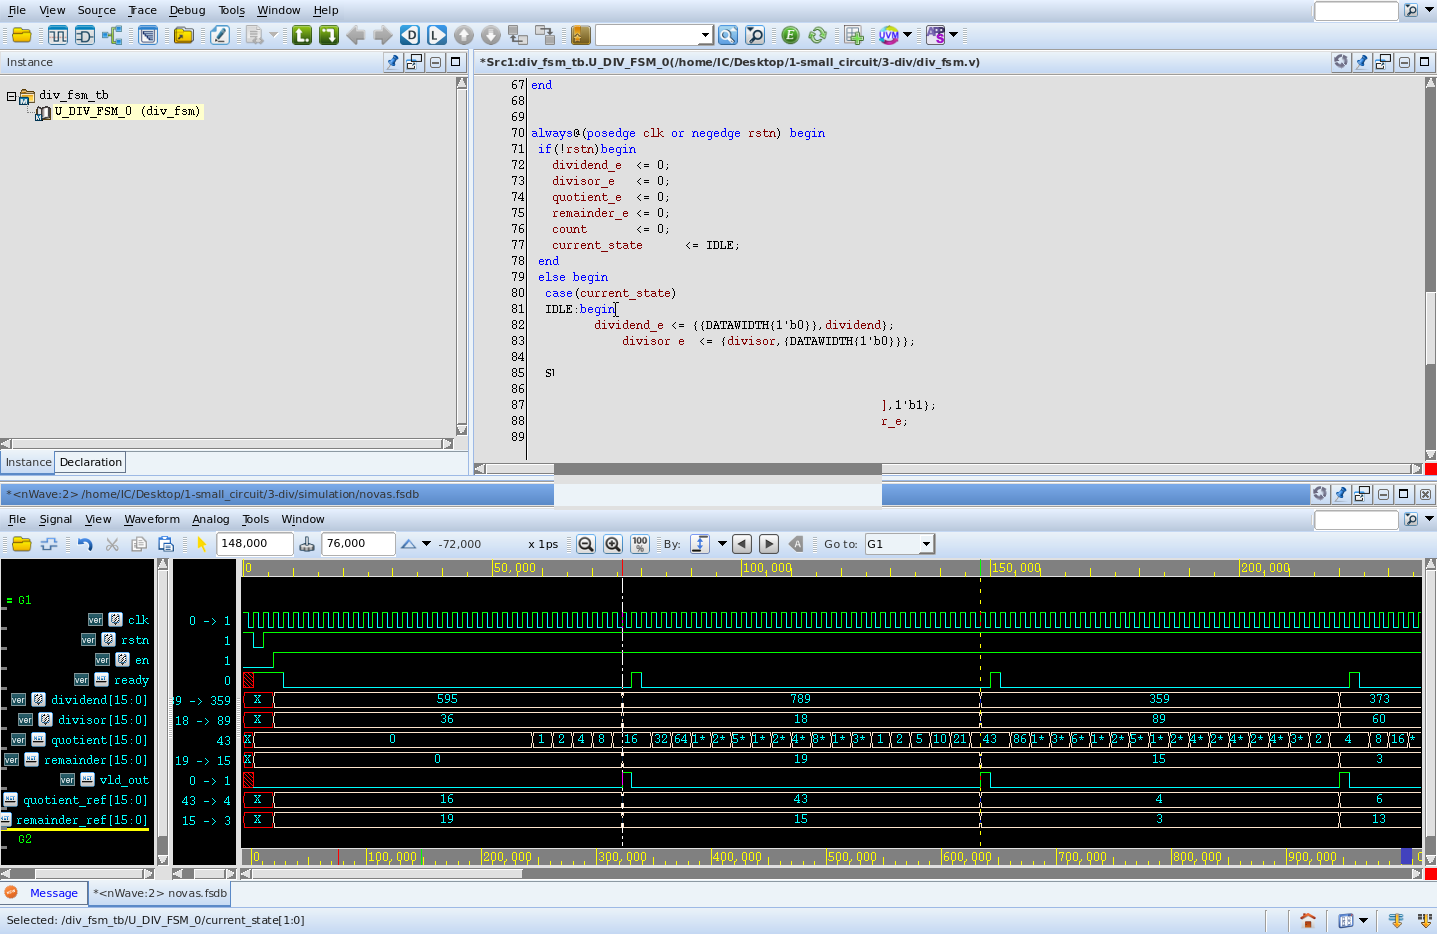 File View Source Trace Debug Tools Window Help
Instance
*Src1:div_fsm_tb.U_DIV_FSM_0(/home/IC/Desktop/1-small_circuit/3-div/div_fsm.v)
div_fsm_tb
U_DIV_FSM_0 (div_fsm)
67 end
68
69
70 always@(posedge clk or negedge rstn) begin
71 if(!rstn)begin
72 dividend_e <= 0;
73 divisor_e <= 0;
74 quotient_e <= 0;
75 remainder_e <= 0;
76 count <= 0;
77 current_state <= IDLE;
78 end
79 else begin
80 case(current_state)
81 IDLE:begin
82 dividend_e <= {{DATAWIDTH{1'b0}},dividend};
83 divisor_e <= {divisor,{DATAWIDTH{1'b0}}};
84
85
86
87 ],1'b1};
88 r_e;
89
Instance Declaration
*<nWave:2> /home/IC/Desktop/1-small_circuit/3-div/simulation/novas.fsdb
File Signal View Waveform Analog Tools Window
148,000 76,000 -72,000 x 1ps 100% By: Go to: G1
0 50,000 100,000 150,000 200,000
G1
clk 0 -> 1
rstn 1
en 1
ready 0
dividend[15:0] 9 -> 359 X 595 789 359 373
divisor[15:0] 18 -> 89 X 36 18 89 60
quotient[15:0] 43 X 0 1 2 4 8 16 32 64 1* 2* 5* 1* 2* 4* 8* 1* 3* 1 2 5 10 21 43 86 1* 3* 6* 1* 2* 5* 1* 2* 4* 2* 4* 2* 4* 3* 2 4 8 16 *
remainder[15:0] 19 -> 15 X 0 19 15 3
vld_out 0 -> 1
quotient_ref[15:0] 43 -> 4 X 16 43 4 6
remainder_ref[15:0] 15 -> 3 X 19 15 3 13
G2
0 100,000 200,000 300,000 400,000 500,000 600,000 700,000 800,000 900,000
Message *<nWave:2> novas.fsdb
Selected: /div_fsm_tb/U_DIV_FSM_0/current_state[1:0]